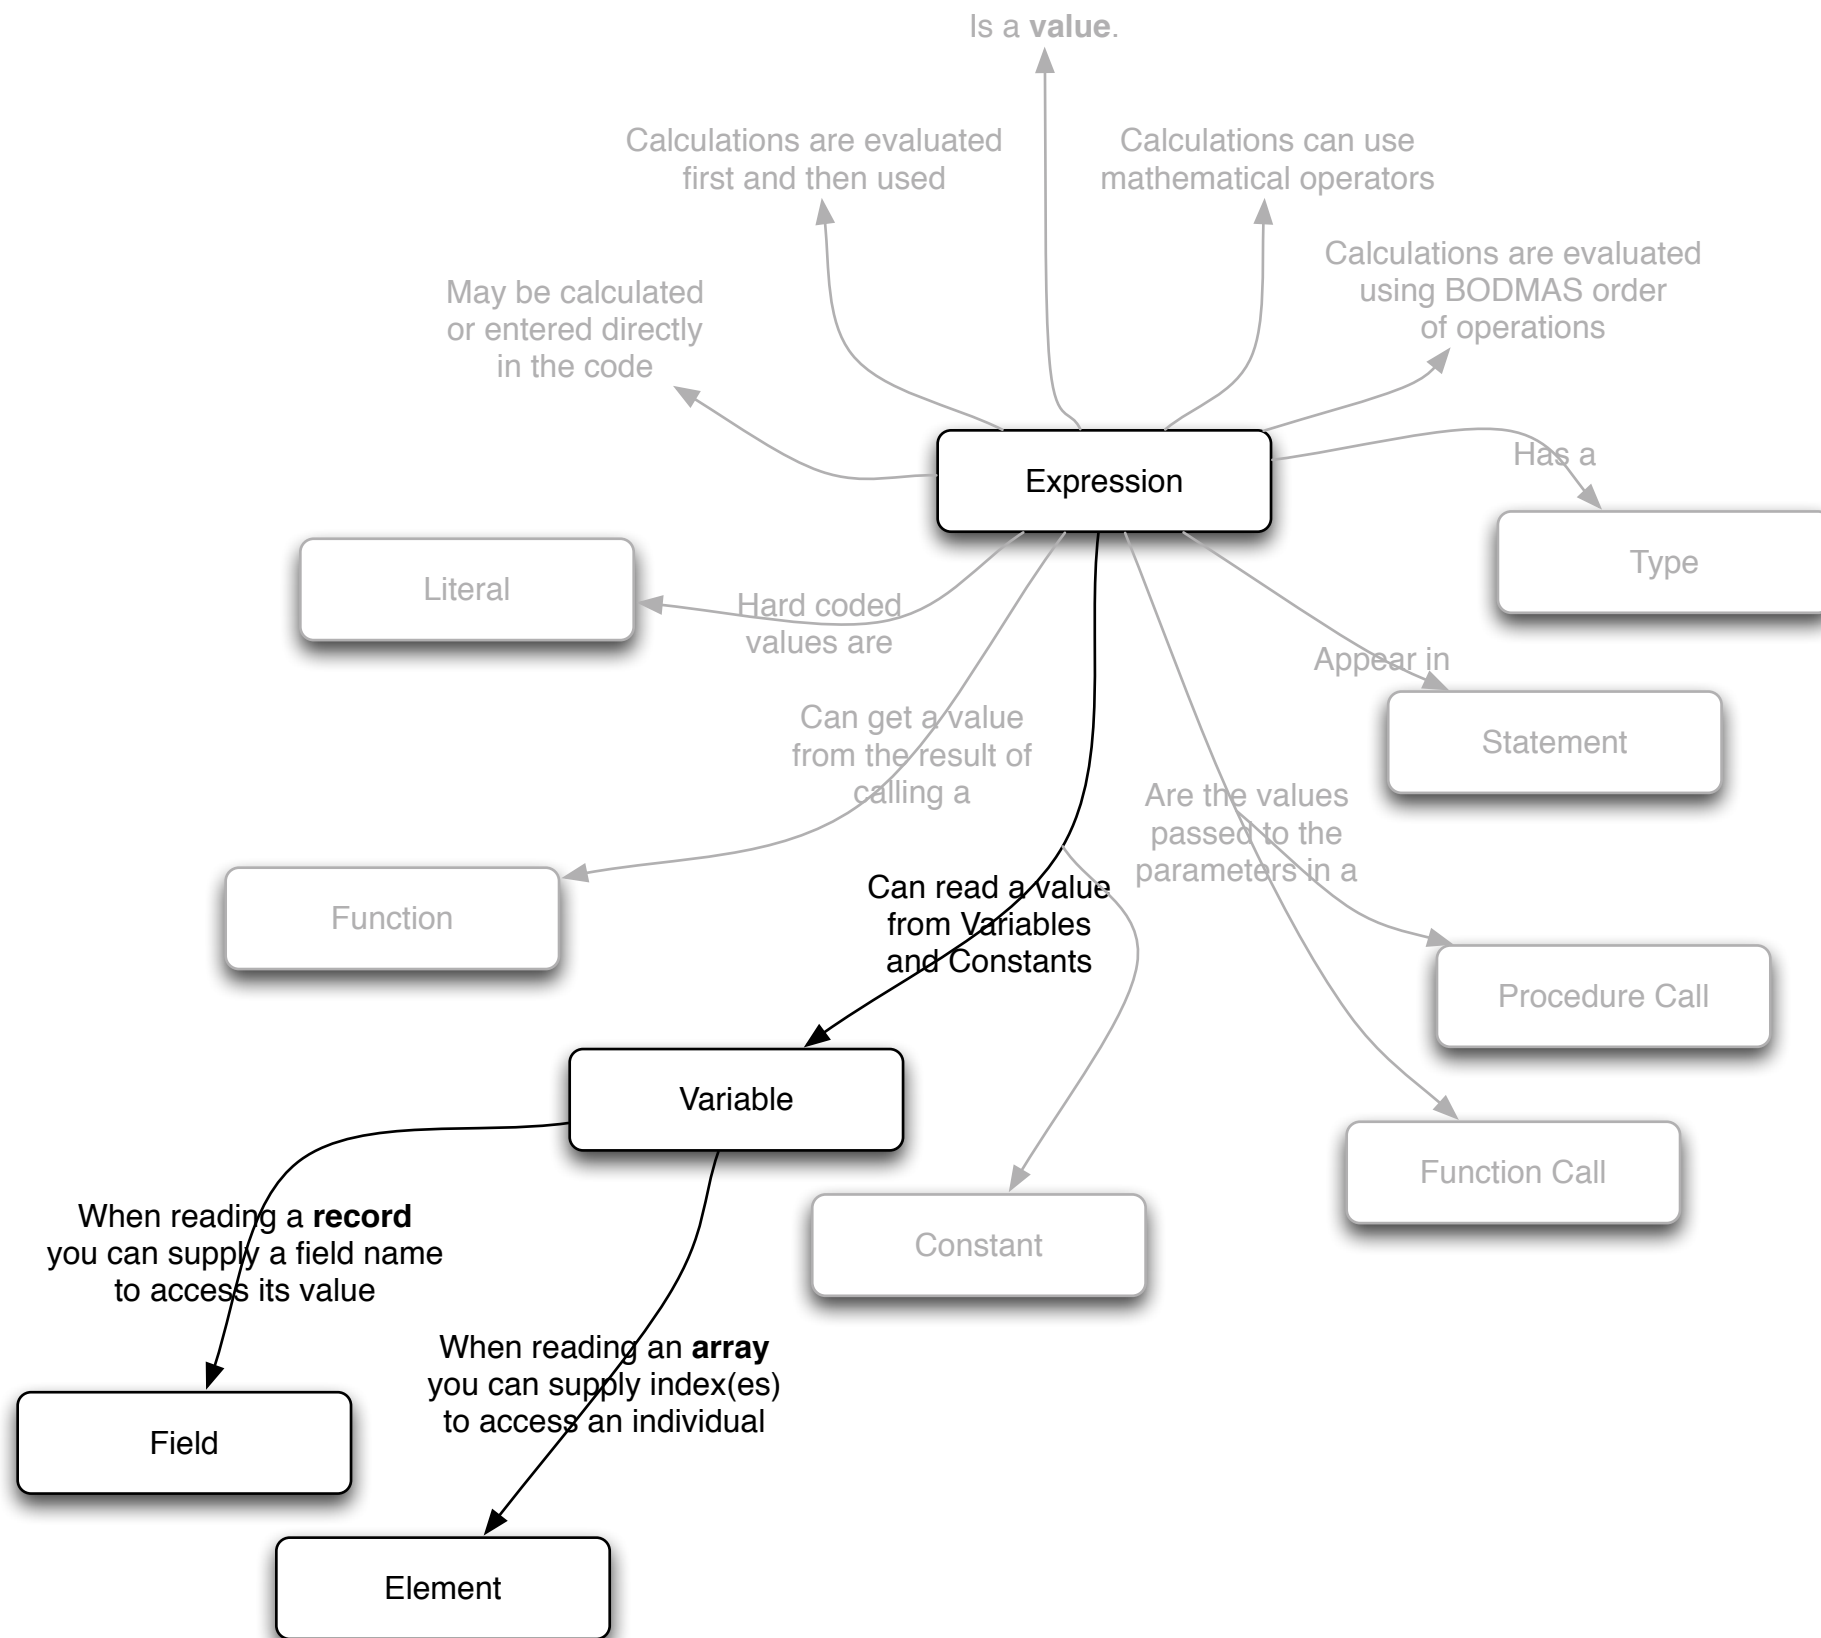 Is a value.
Calculations are evaluated
first and then used
Calculations can use
mathematical operators
Calculations are evaluated
using BODMAS order
of operations
May be calculated
or entered directly
in the code
Expression
Has a
Type
Literal
Hard coded
values are
Appear in
Statement
Can get a value
from the result of
calling a
Are the values
passed to the
parameters in a
Function
Can read a value
from Variables
and Constants
Procedure Call
Variable
Function Call
When reading a record
you can supply a field name
to access its value
Constant
When reading an array
you can supply index(es)
to access an individual
Field
Element